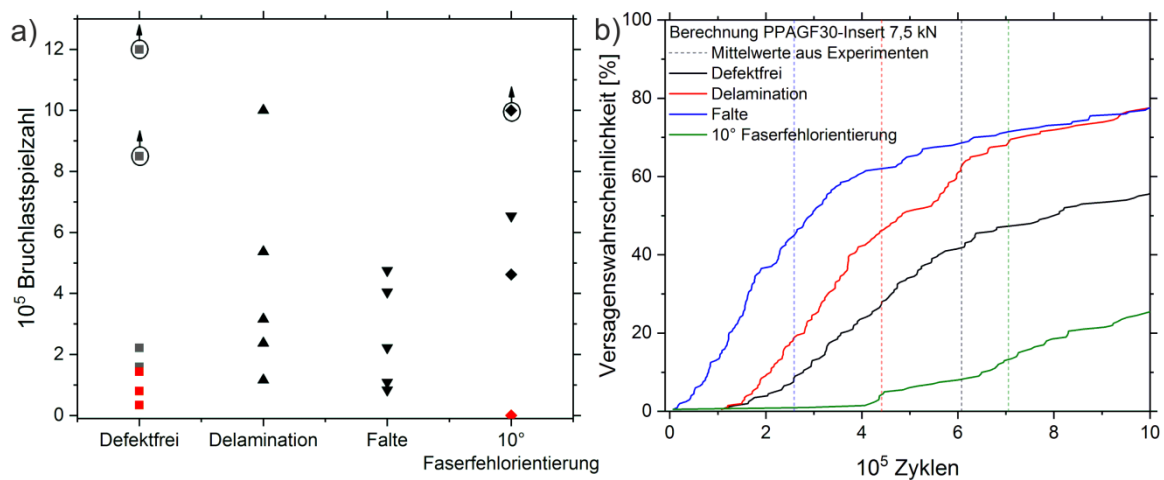 a)
10⁵ Bruchlastspielzahl
12
10
8
6
4
2
0
Defektfrei
Delamination
Falte
10°
Faserfehlorientierung
b)
Versagenswahrscheinlichkeit [%]
100
80
60
40
20
0
Berechnung PPAGF30-Insert 7,5 kN
Mittelwerte aus Experimenten
Defektfrei
Delamination
Falte
10° Faserfehlorientierung
0 2 4 6 8 10
10⁵ Zyklen